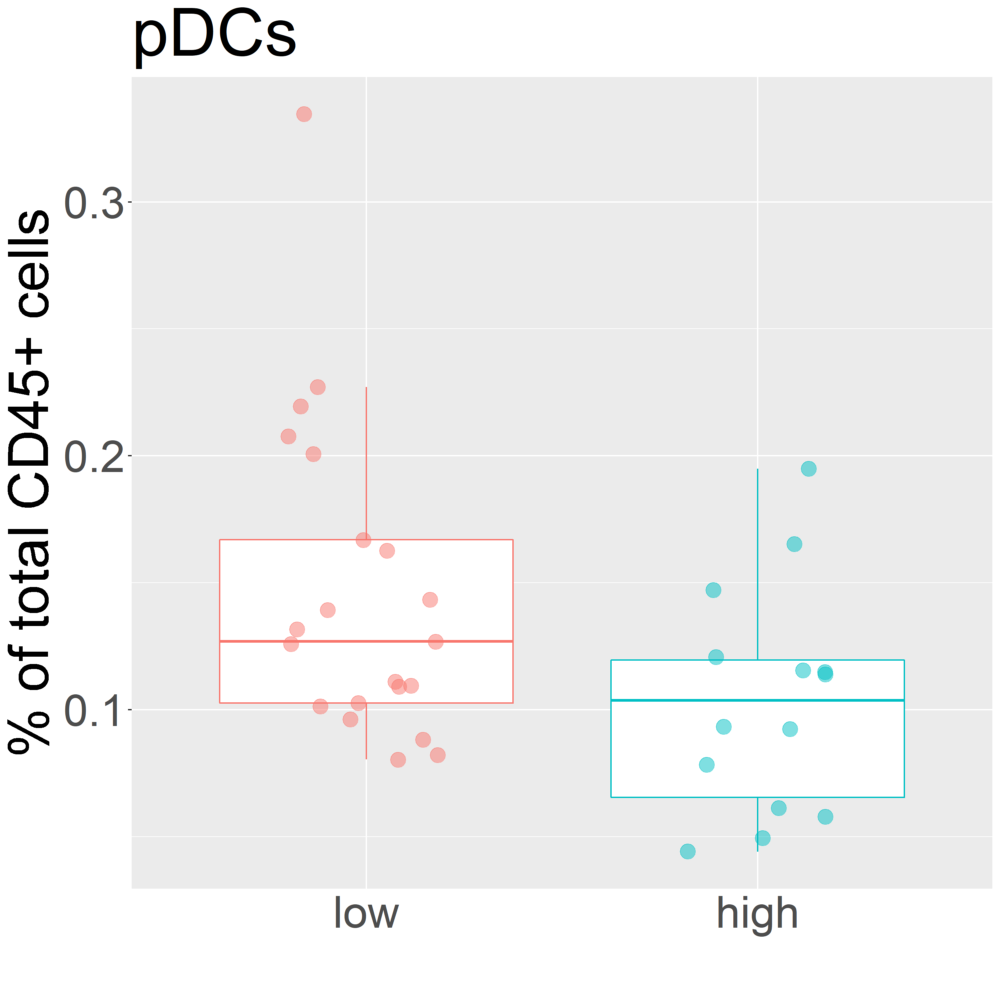 pDCs
% of total CD45+ cells
0.3
0.2
0.1
low
high